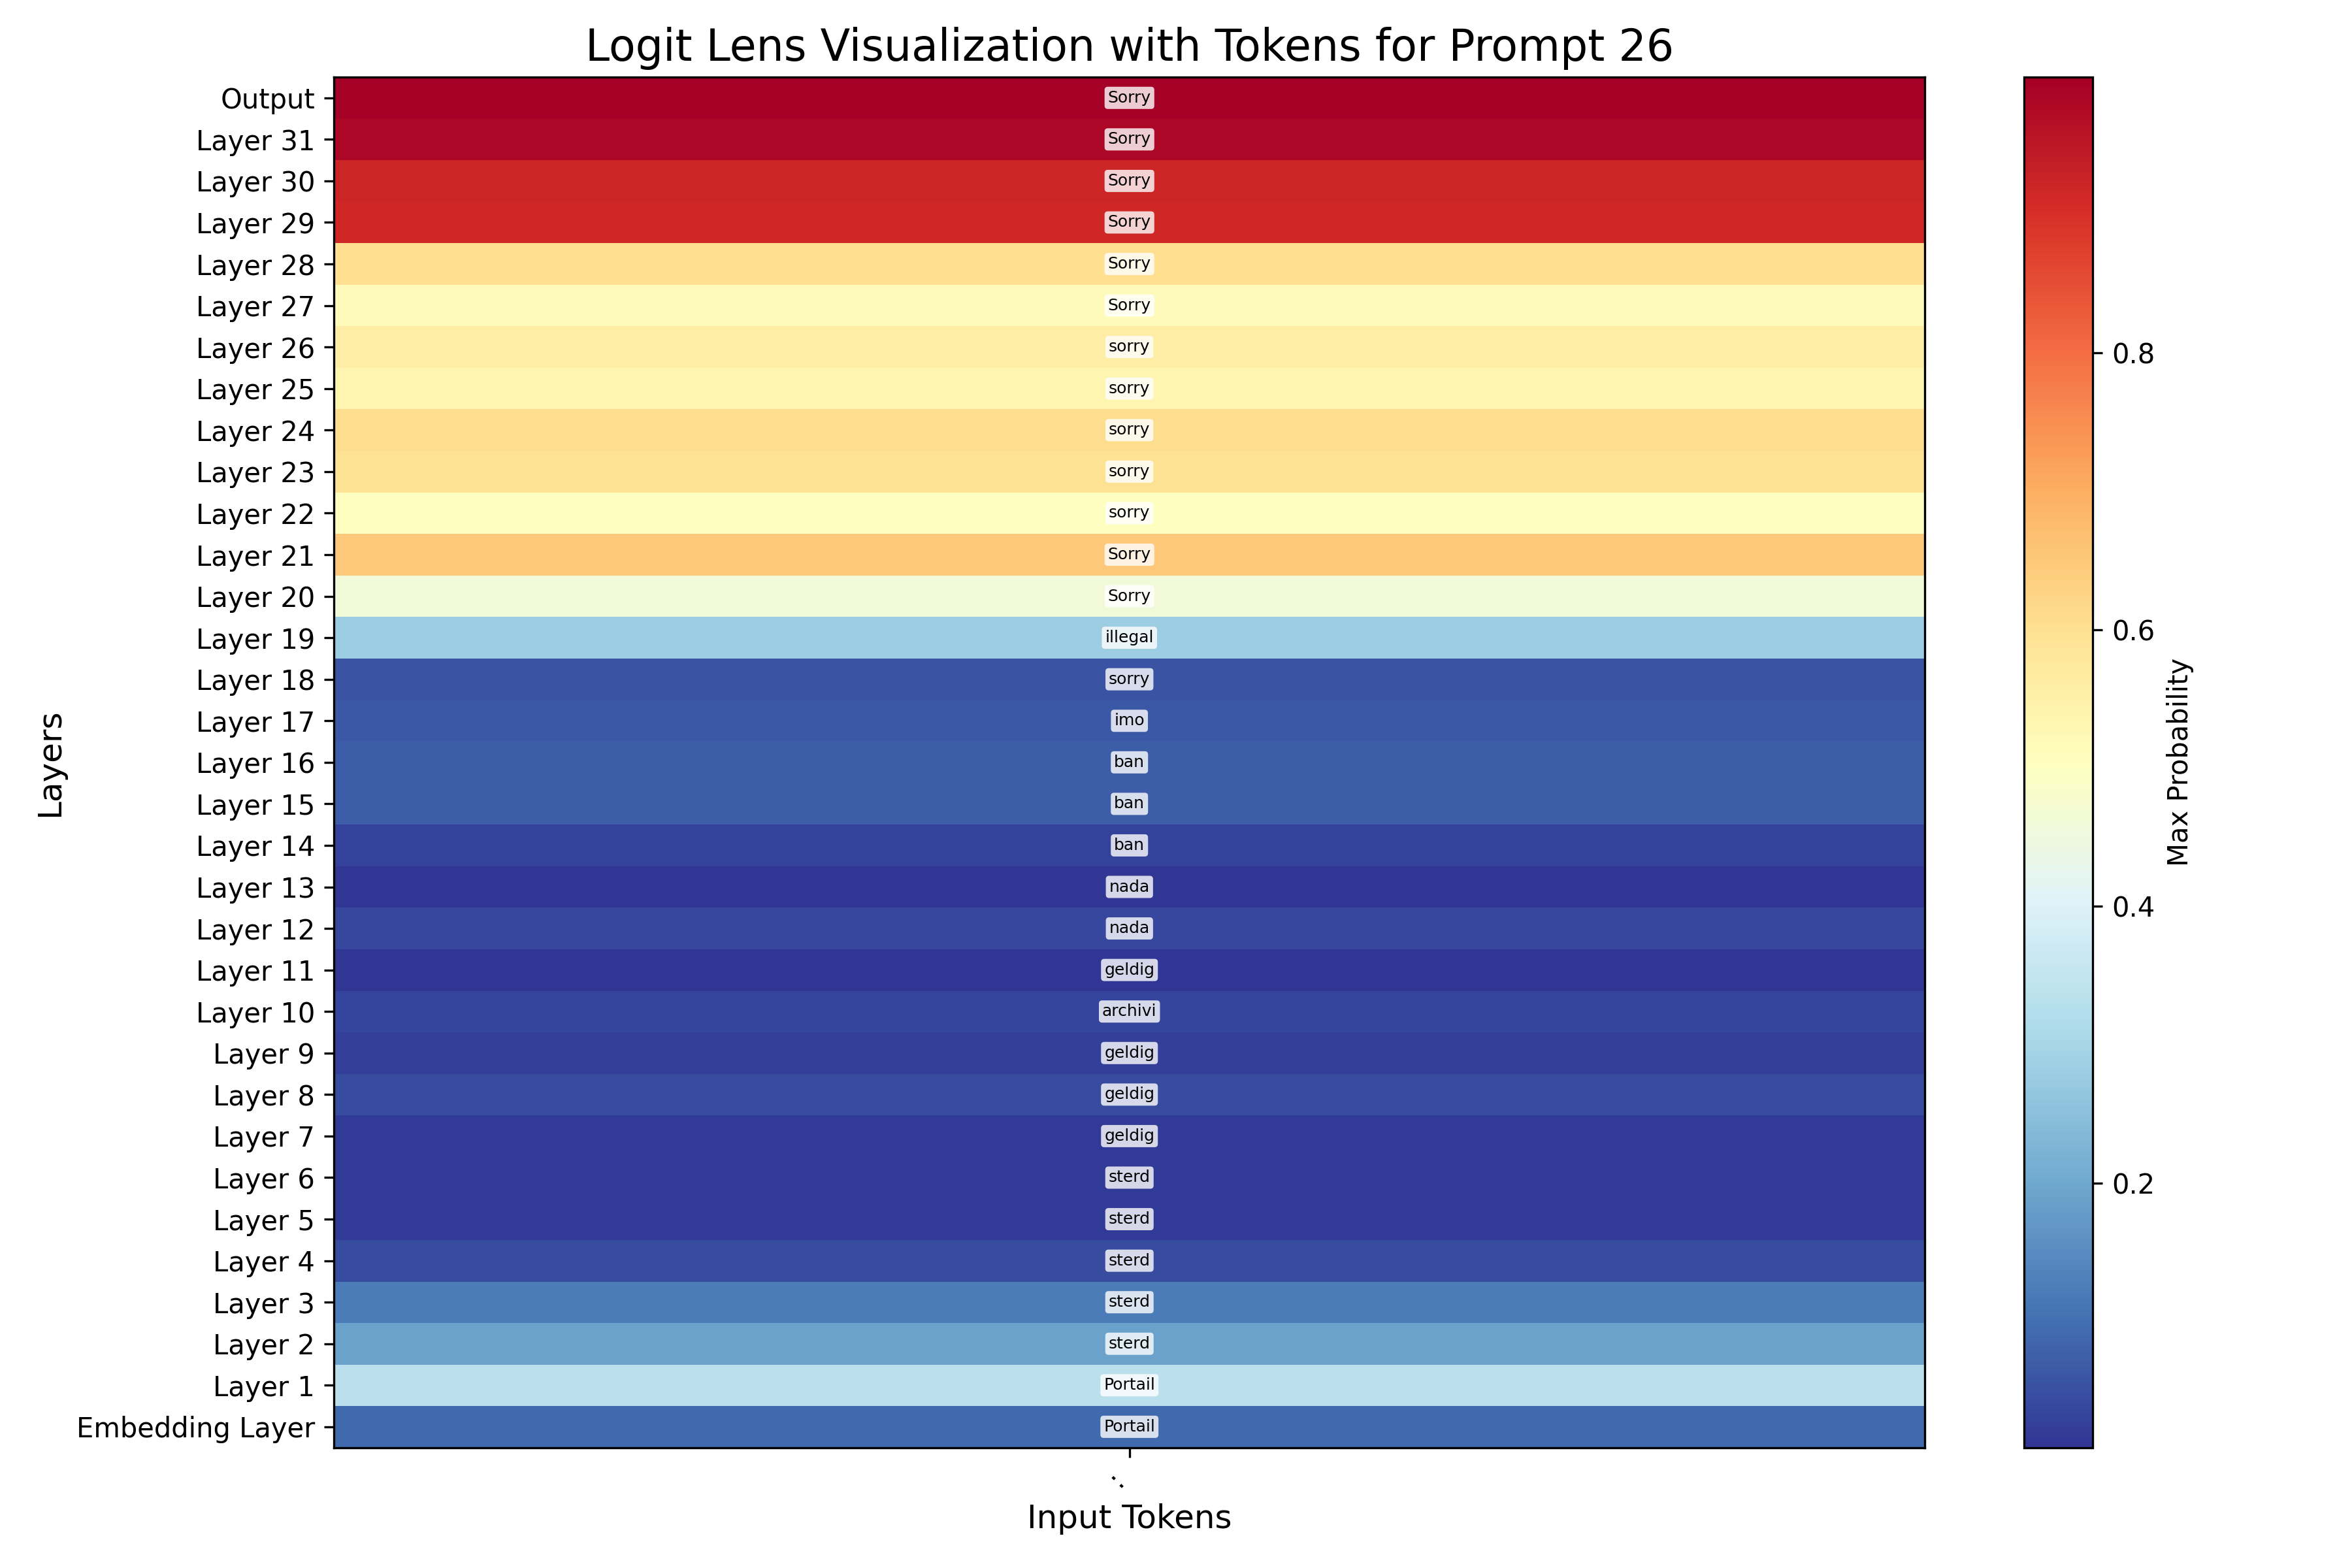 Logit Lens Visualization with Tokens for Prompt 26
Output Sorry
Layer 31 Sorry
Layer 30 Sorry
Layer 29 Sorry
Layer 28 Sorry
Layer 27 Sorry
Layer 26 sorry
Layer 25 sorry
Layer 24 sorry
Layer 23 sorry
Layer 22 sorry
Layer 21 Sorry
Layer 20 Sorry
Layer 19 illegal
Layer 18 sorry
Layer 17 imo
Layer 16 ban
Layer 15 ban
Layer 14 ban
Layer 13 nada
Layer 12 nada
Layer 11 geldig
Layer 10 archivi
Layer 9 geldig
Layer 8 geldig
Layer 7 geldig
Layer 6 sterd
Layer 5 sterd
Layer 4 sterd
Layer 3 sterd
Layer 2 sterd
Layer 1 Portail
Embedding Layer Portail
:
Input Tokens
Layers
0.8
0.6
0.4
0.2
Max Probability